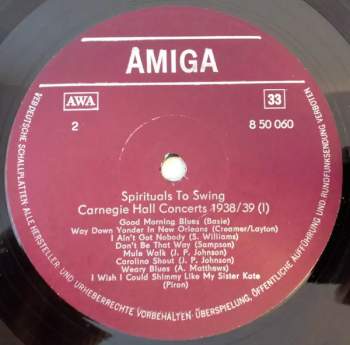 AMIGA
AWA
33
2
8 50 060
Spirituals To Swing
Carnegie Hall Concerts 1938/39 (I)
Good Morning Blues (Basie)
Way Down Yonder In New Orleans (Creamer/Layton)
I Ain't Got Nobody (S. Williams)
Don't Be That Way (Sampson)
Mule Walk (J. P. Johnson)
Carolina Shout (J. P. Johnson)
Weary Blues (A. Matthews)
I Wish I Could Shimmy Like My Sister Kate
(Piron)
VEB DEUTSCHE SCHALLPLATTEN · ALLE HERSTELLER- UND URHEBERRECHTE VORBEHALTEN · ÜBERSPIELUNG, ÖFFENTLICHE AUFFÜHRUNG UND RUNDFUNKSENDUNG VERBOTEN